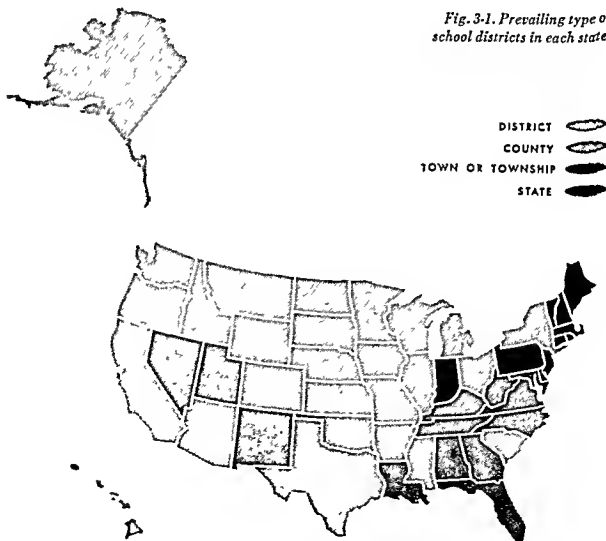 Fig. 3-1. Prevailing type o
school districts in each state
DISTRICT
COUNTY
TOWN OR TOWNSHIP
STATE